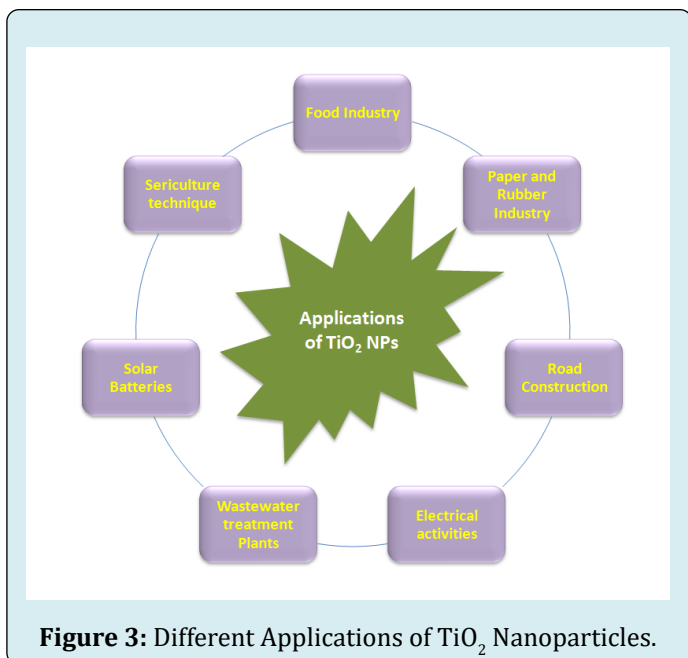 Food Industry
Paper and
Rubber
Industry
Road
Construction
Electrical
activities
Wastewater
treatment
Plants
Solar
Batteries
Sericulture
technique
Applications
of TiO₂ NPs
Figure 3: Different Applications of TiO₂ Nanoparticles.